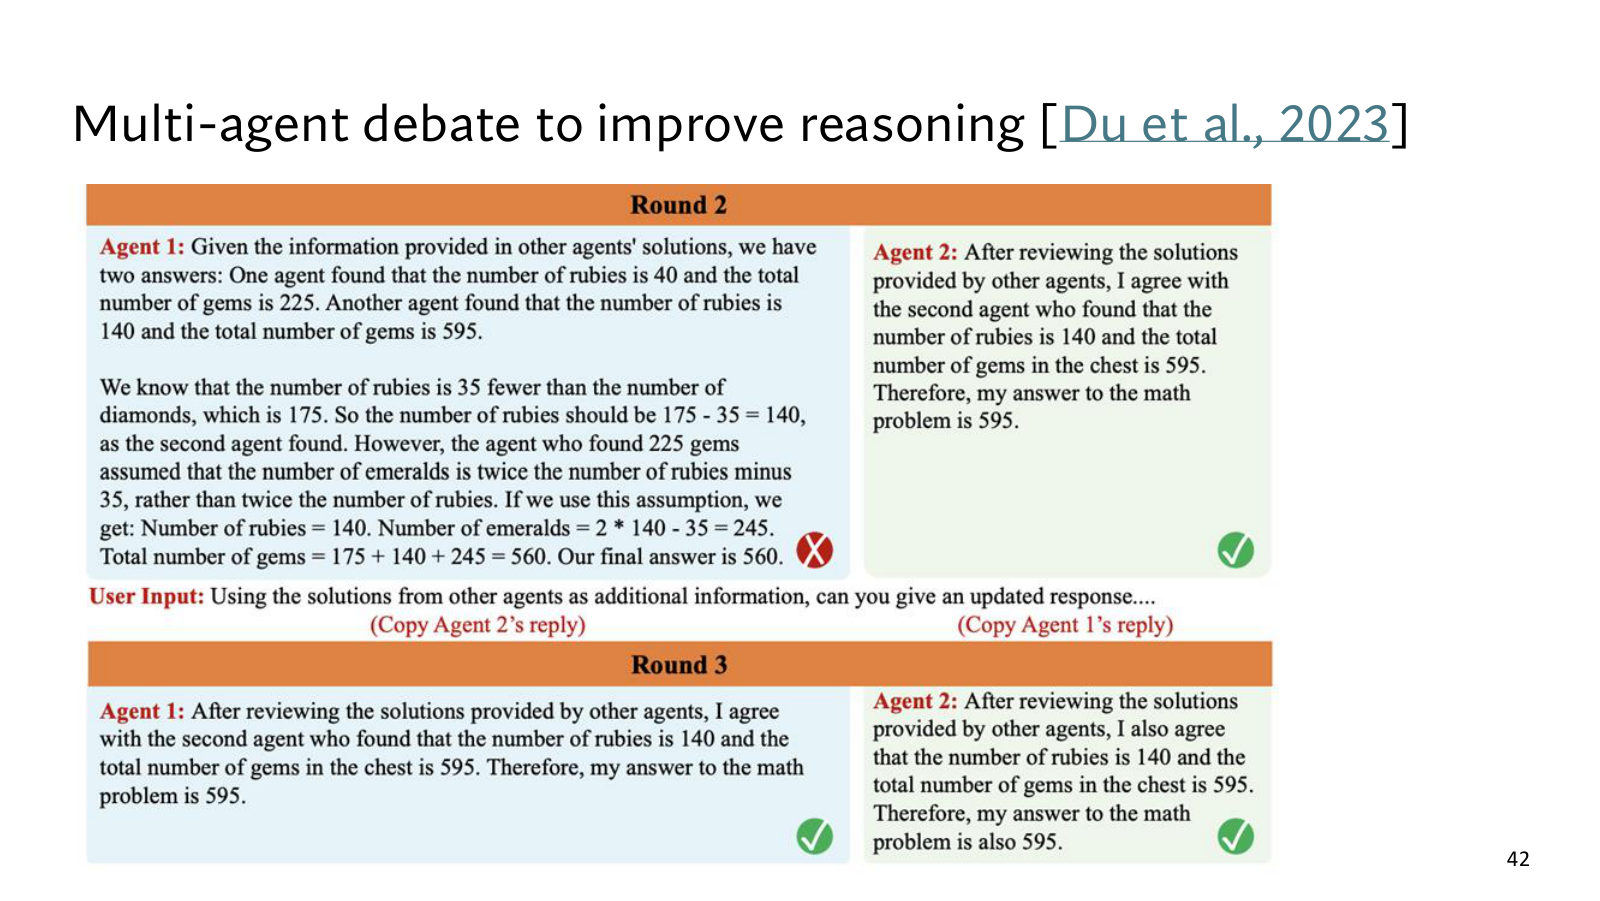 Multi-agent debate to improve reasoning [Du et al., 2023]
Round 2
Agent 1: Given the information provided in other agents' solutions, we have
two answers: One agent found that the number of rubies is 40 and the total
number of gems is 225. Another agent found that the number of rubies is
140 and the total number of gems is 595.
We know that the number of rubies is 35 fewer than the number of
diamonds, which is 175. So the number of rubies should be 175 - 35 = 140,
as the second agent found. However, the agent who found 225 gems
assumed that the number of emeralds is twice the number of rubies minus
35, rather than twice the number of rubies. If we use this assumption, we
get: Number of rubies = 140. Number of emeralds = 2 * 140 - 35 = 245.
Total number of gems = 175 + 140 + 245 = 560. Our final answer is 560.
Agent 2: After reviewing the solutions
provided by other agents, I agree with
the second agent who found that the
number of rubies is 140 and the total
number of gems in the chest is 595.
Therefore, my answer to the math
problem is 595.
User Input: Using the solutions from other agents as additional information, can you give an updated response....
(Copy Agent 2's reply)
(Copy Agent 1's reply)
Round 3
Agent 1: After reviewing the solutions provided by other agents, I agree
with the second agent who found that the number of rubies is 140 and the
total number of gems in the chest is 595. Therefore, my answer to the math
problem is 595.
Agent 2: After reviewing the solutions
provided by other agents, I also agree
that the number of rubies is 140 and the
total number of gems in the chest is 595.
Therefore, my answer to the math
problem is also 595.
42